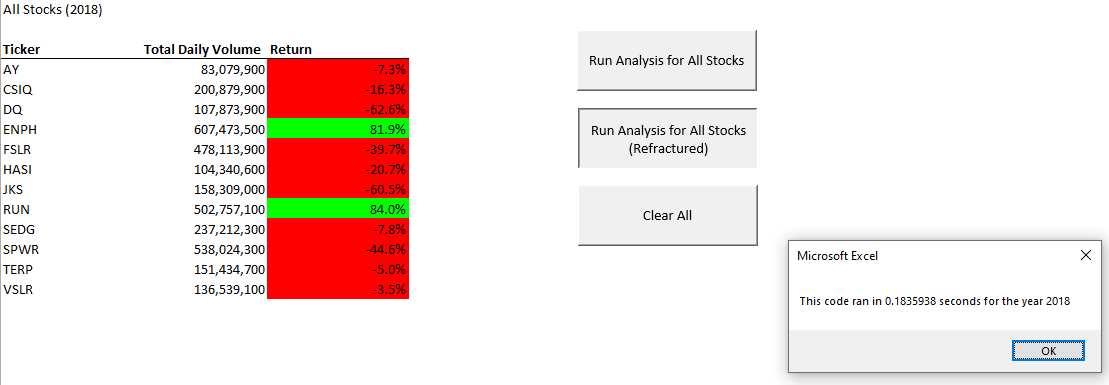 All Stocks (2018)
Ticker Total Daily Volume Return
AY 83,079,900 -7.3%
CSIQ 200,879,900 -16.3%
DQ 107,873,900 -62.6%
ENPH 607,473,500 81.9%
FSLR 478,113,900 -39.7%
HASI 104,340,600 -20.7%
JKS 158,309,000 -60.5%
RUN 502,757,100 84.0%
SEDG 237,212,300 -7.8%
SPWR 538,024,300 -44.6%
TERP 151,434,700 -5.0%
VSLR 136,539,100 -3.5%
Run Analysis for All Stocks
Run Analysis for All Stocks
(Refractured)
Clear All
Microsoft Excel
This code ran in 0.1835938 seconds for the year 2018
OK